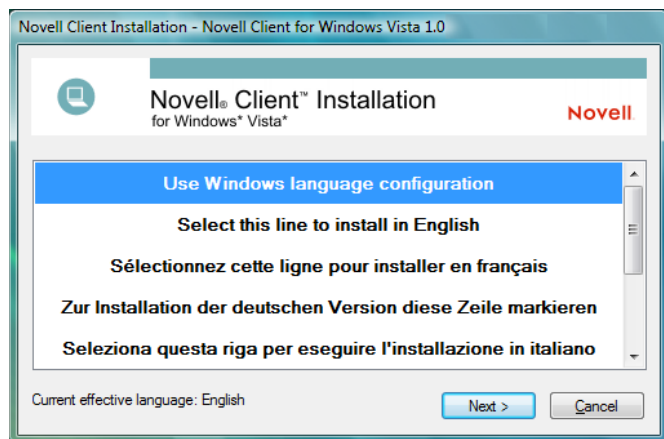 Novell Client Installation - Novell Client for Windows Vista 1.0
Novell® Client™ Installation
for Windows* Vista*
Novell.
Use Windows language configuration
Select this line to install in English
Sélectionnez cette ligne pour installer en français
Zur Installation der deutschen Version diese Zeile markieren
Seleziona questa riga per eseguire l'installazione in italiano
Current effective language: English
Next >
Cancel